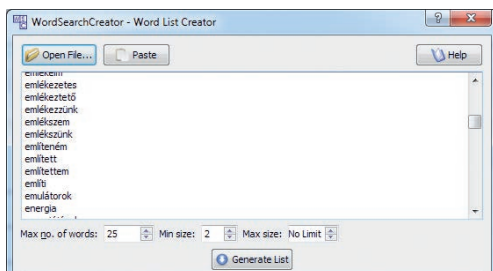 WordSearchCreator - Word List Creator
Open File... Paste Help
emlékezetes
emlékeztető
emlékezzünk
emlékszem
emlékszünk
említeném
említett
említettem
említi
emulátorok
energia
Max no. of words: 25 Min size: 2 Max size: No Limit
Generate List